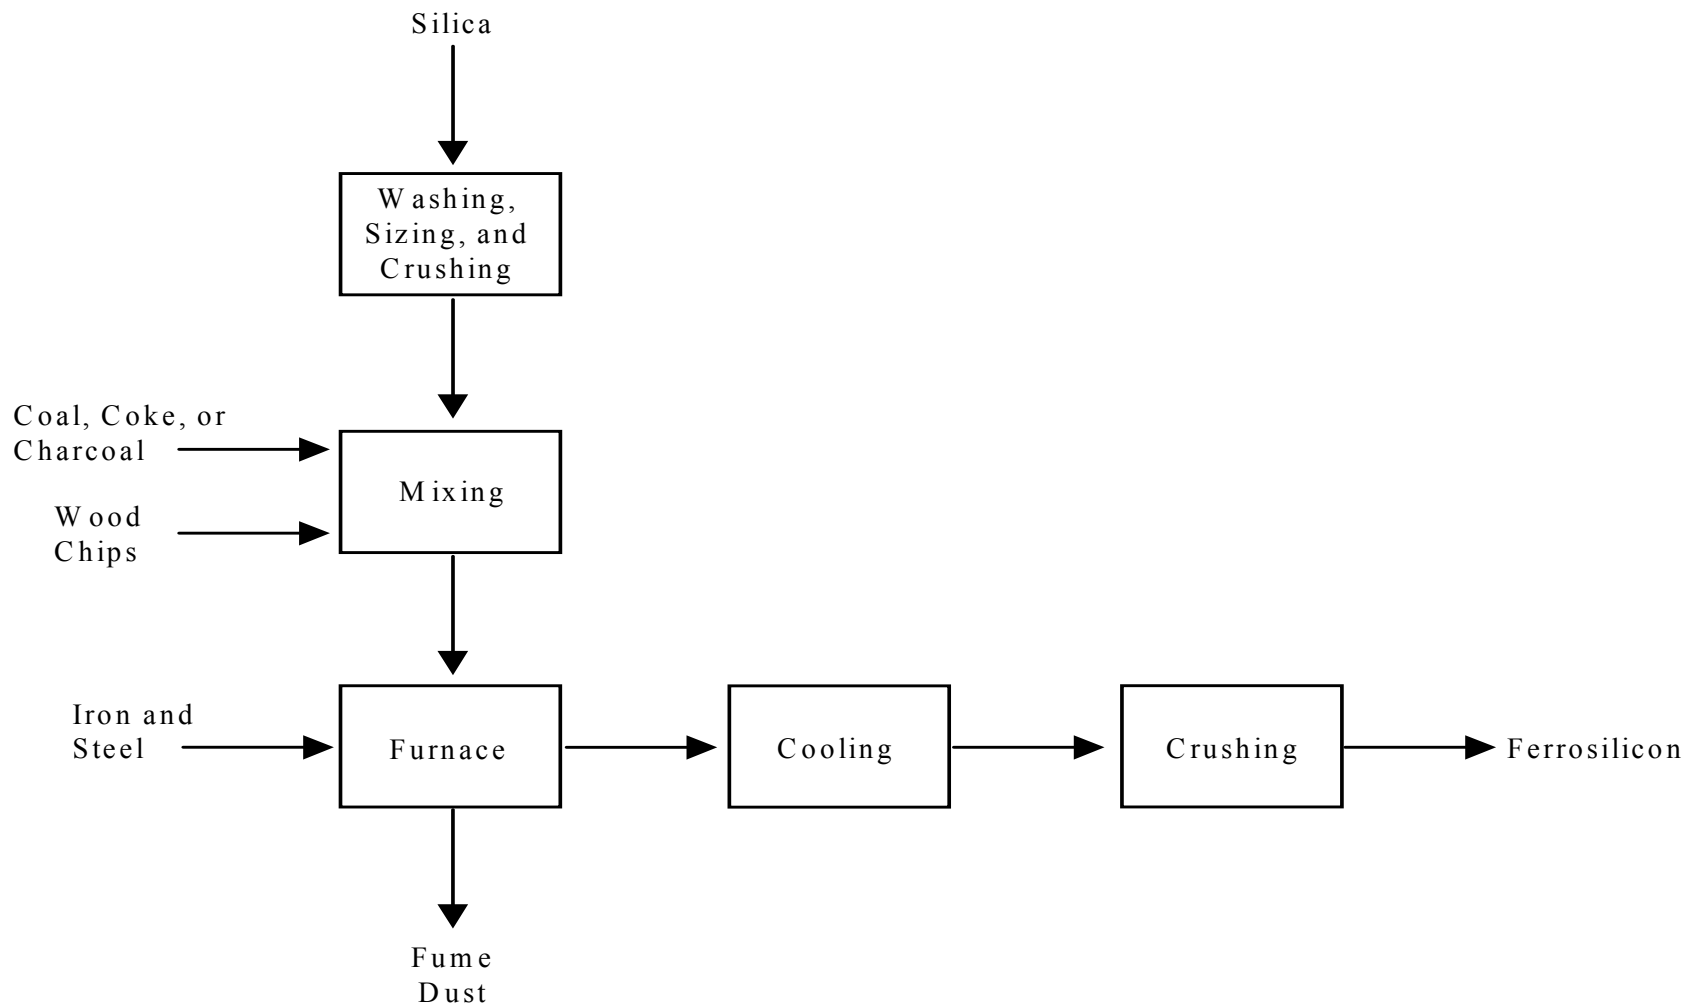 Silica
Washing,
Sizing, and
Crushing
Coal, Coke, or
Charcoal
Mixing
Wood
Chips
Iron and
Steel
Furnace
Cooling
Crushing
Ferrosilicon
Fume
Dust